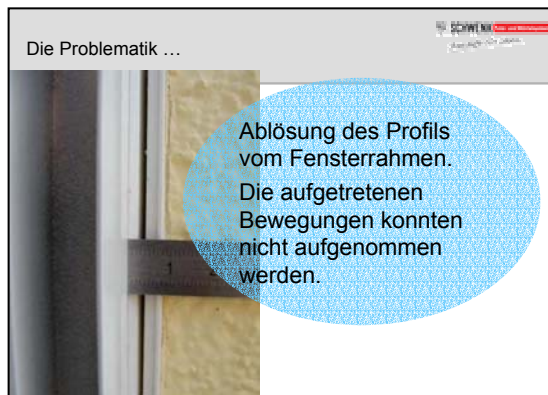 SCHWENK
Die Problematik …
Ablösung des Profils
vom Fensterrahmen.
Die aufgetretenen
Bewegungen konnten
nicht aufgenommen
werden.
1